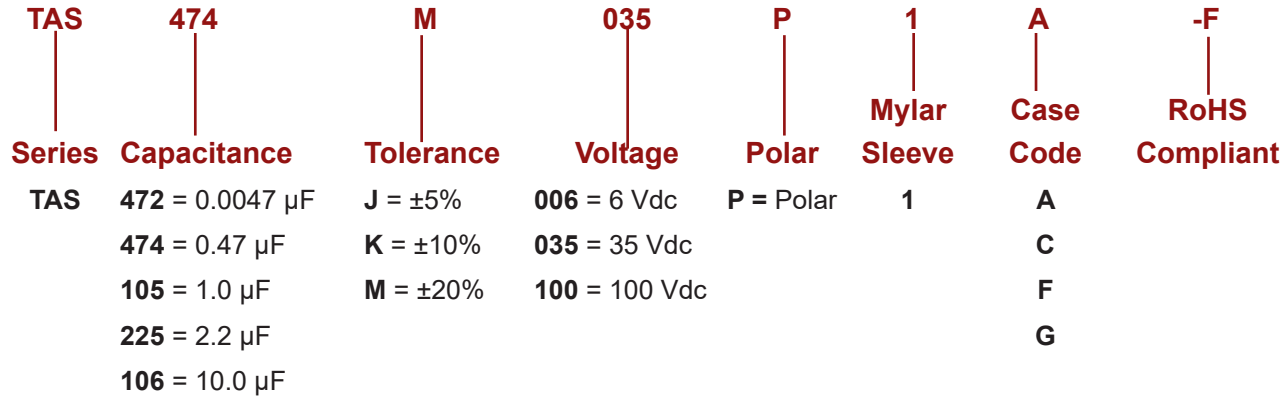 TAS 474 M 035 P 1 A -F
Mylar Case RoHS
Series Capacitance Tolerance Voltage Polar Sleeve Code Compliant
TAS 472 = 0.0047 µF J = ±5% 006 = 6 Vdc P = Polar 1 A
474 = 0.47 µF K = ±10% 035 = 35 Vdc C
105 = 1.0 µF M = ±20% 100 = 100 Vdc F
225 = 2.2 µF G
106 = 10.0 µF